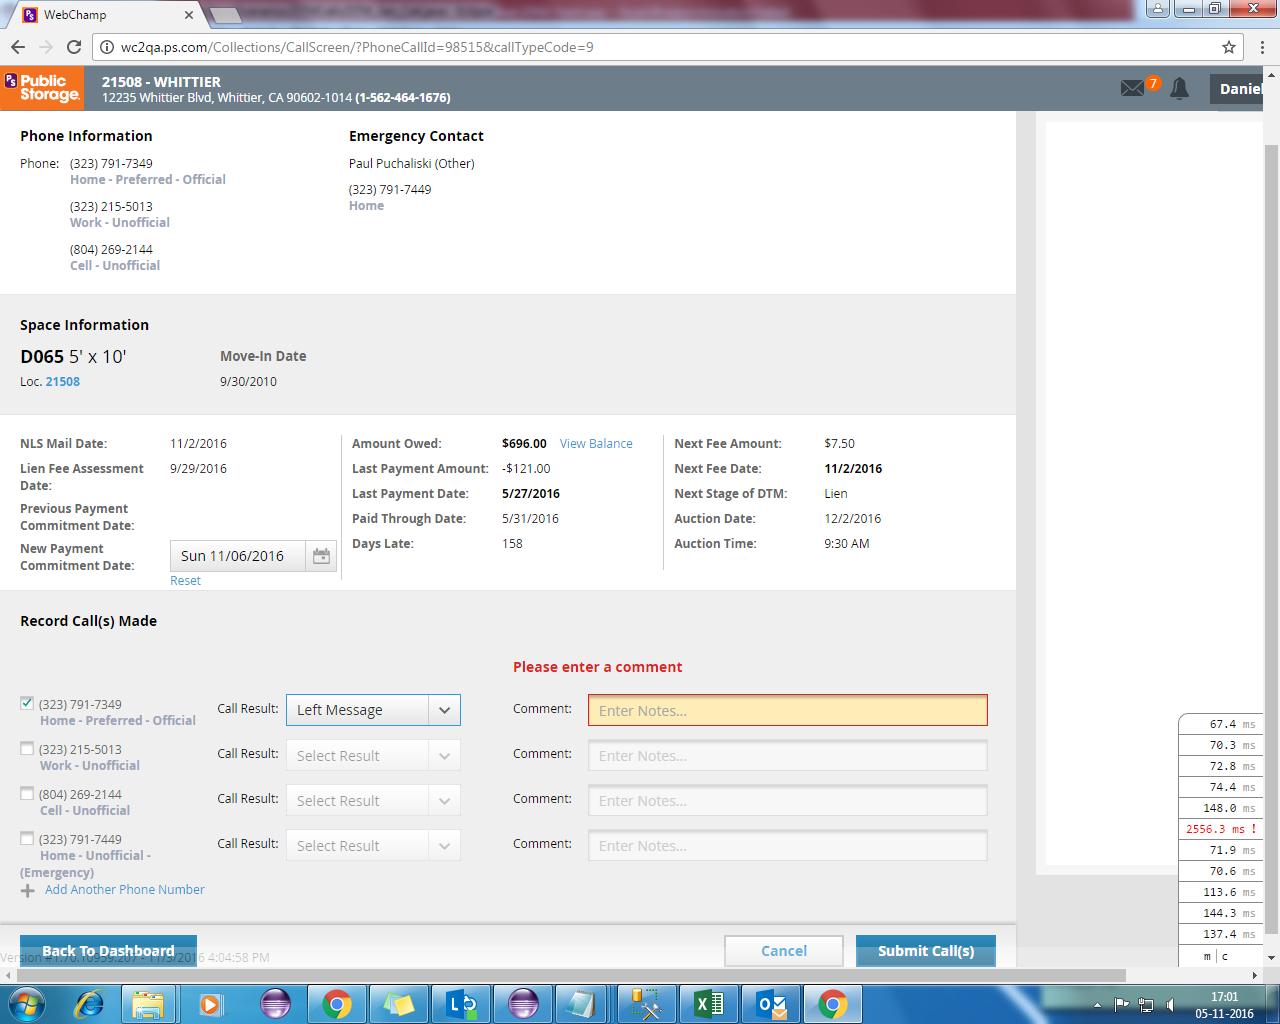 WebChamp
wc2qa.ps.com/Collections/CallScreen/?PhoneCallId=98515&callTypeCode=9
Ps Public Storage.
21508 - WHITTIER
12235 Whittier Blvd, Whittier, CA 90602-1014 (1-562-464-1676)
7
Daniel
Phone Information
Emergency Contact
Phone: (323) 791-7349
Home - Preferred - Official
(323) 215-5013
Work - Unofficial
(804) 269-2144
Cell - Unofficial
Paul Puchaliski (Other)
(323) 791-7449
Home
Space Information
D065 5' x 10'
Loc. 21508
Move-In Date
9/30/2010
NLS Mail Date: 11/2/2016
Lien Fee Assessment
Date: 9/29/2016
Previous Payment
Commitment Date:
New Payment
Commitment Date: Sun 11/06/2016
Reset
Amount Owed: $696.00 View Balance
Last Payment Amount: -$121.00
Last Payment Date: 5/27/2016
Paid Through Date: 5/31/2016
Days Late: 158
Next Fee Amount: $7.50
Next Fee Date: 11/2/2016
Next Stage of DTM: Lien
Auction Date: 12/2/2016
Auction Time: 9:30 AM
Record Call(s) Made
Please enter a comment
(323) 791-7349 Call Result: Left Message Comment: Enter Notes...
Home - Preferred - Official
(323) 215-5013 Call Result: Select Result Comment: Enter Notes...
Work - Unofficial
(804) 269-2144 Call Result: Select Result Comment: Enter Notes...
Cell - Unofficial
(323) 791-7449 Call Result: Select Result Comment: Enter Notes...
Home - Unofficial -
(Emergency)
Add Another Phone Number
67.4 ms
70.3 ms
72.8 ms
74.4 ms
148.0 ms
2556.3 ms !
71.9 ms
70.6 ms
113.6 ms
144.3 ms
137.4 ms
m | c
Back To Dashboard
Cancel
Submit Call(s)
17:01
05-11-2016